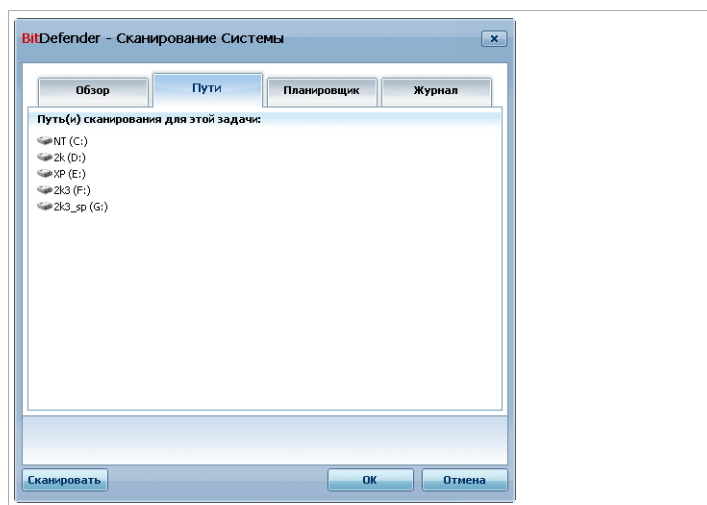 BitDefender - Сканирование Системы
Обзор Пути Планировщик Журнал
Путь(и) сканирования для этой задачи:
NT (C:)
2k (D:)
XP (E:)
2k3 (F:)
2k3_sp (G:)
Сканировать OK Отмена